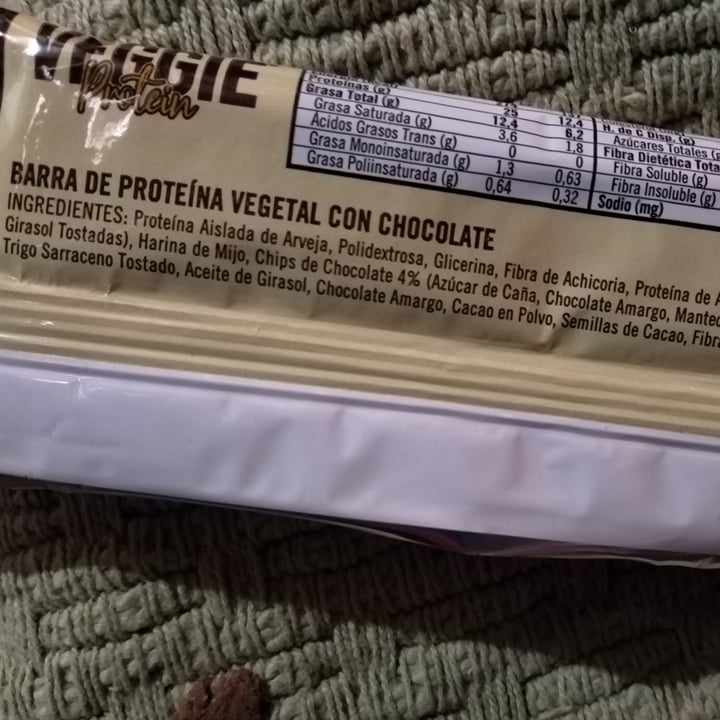 VEGGIE
Protein
Proteínas (g) 25 12,4
Grasa Total (g) 12,4 6,2
Grasa Saturada (g) 3,6 1,8
Ácidos Grasos Trans (g) 0 0
Grasa Monoinsaturada (g) 1,3 0,63
Grasa Poliinsaturada (g) 0,64 0,32
H. de C Disp. (g)
Azúcares Totales
Fibra Dietética
Fibra Soluble (g)
Fibra Insoluble (g)
Sodio (mg)
BARRA DE PROTEÍNA VEGETAL CON CHOCOLATE
INGREDIENTES: Proteína Aislada de Arveja, Polidextrosa, Glicerina, Fibra de Achicoria, Proteína de
Girasol Tostadas), Harina de Mijo, Chips de Chocolate 4% (Azúcar de Caña, Chocolate Amargo,
Trigo Sarraceno Tostado, Aceite de Girasol, Chocolate Amargo, Cacao en Polvo, Semillas de Cacao,